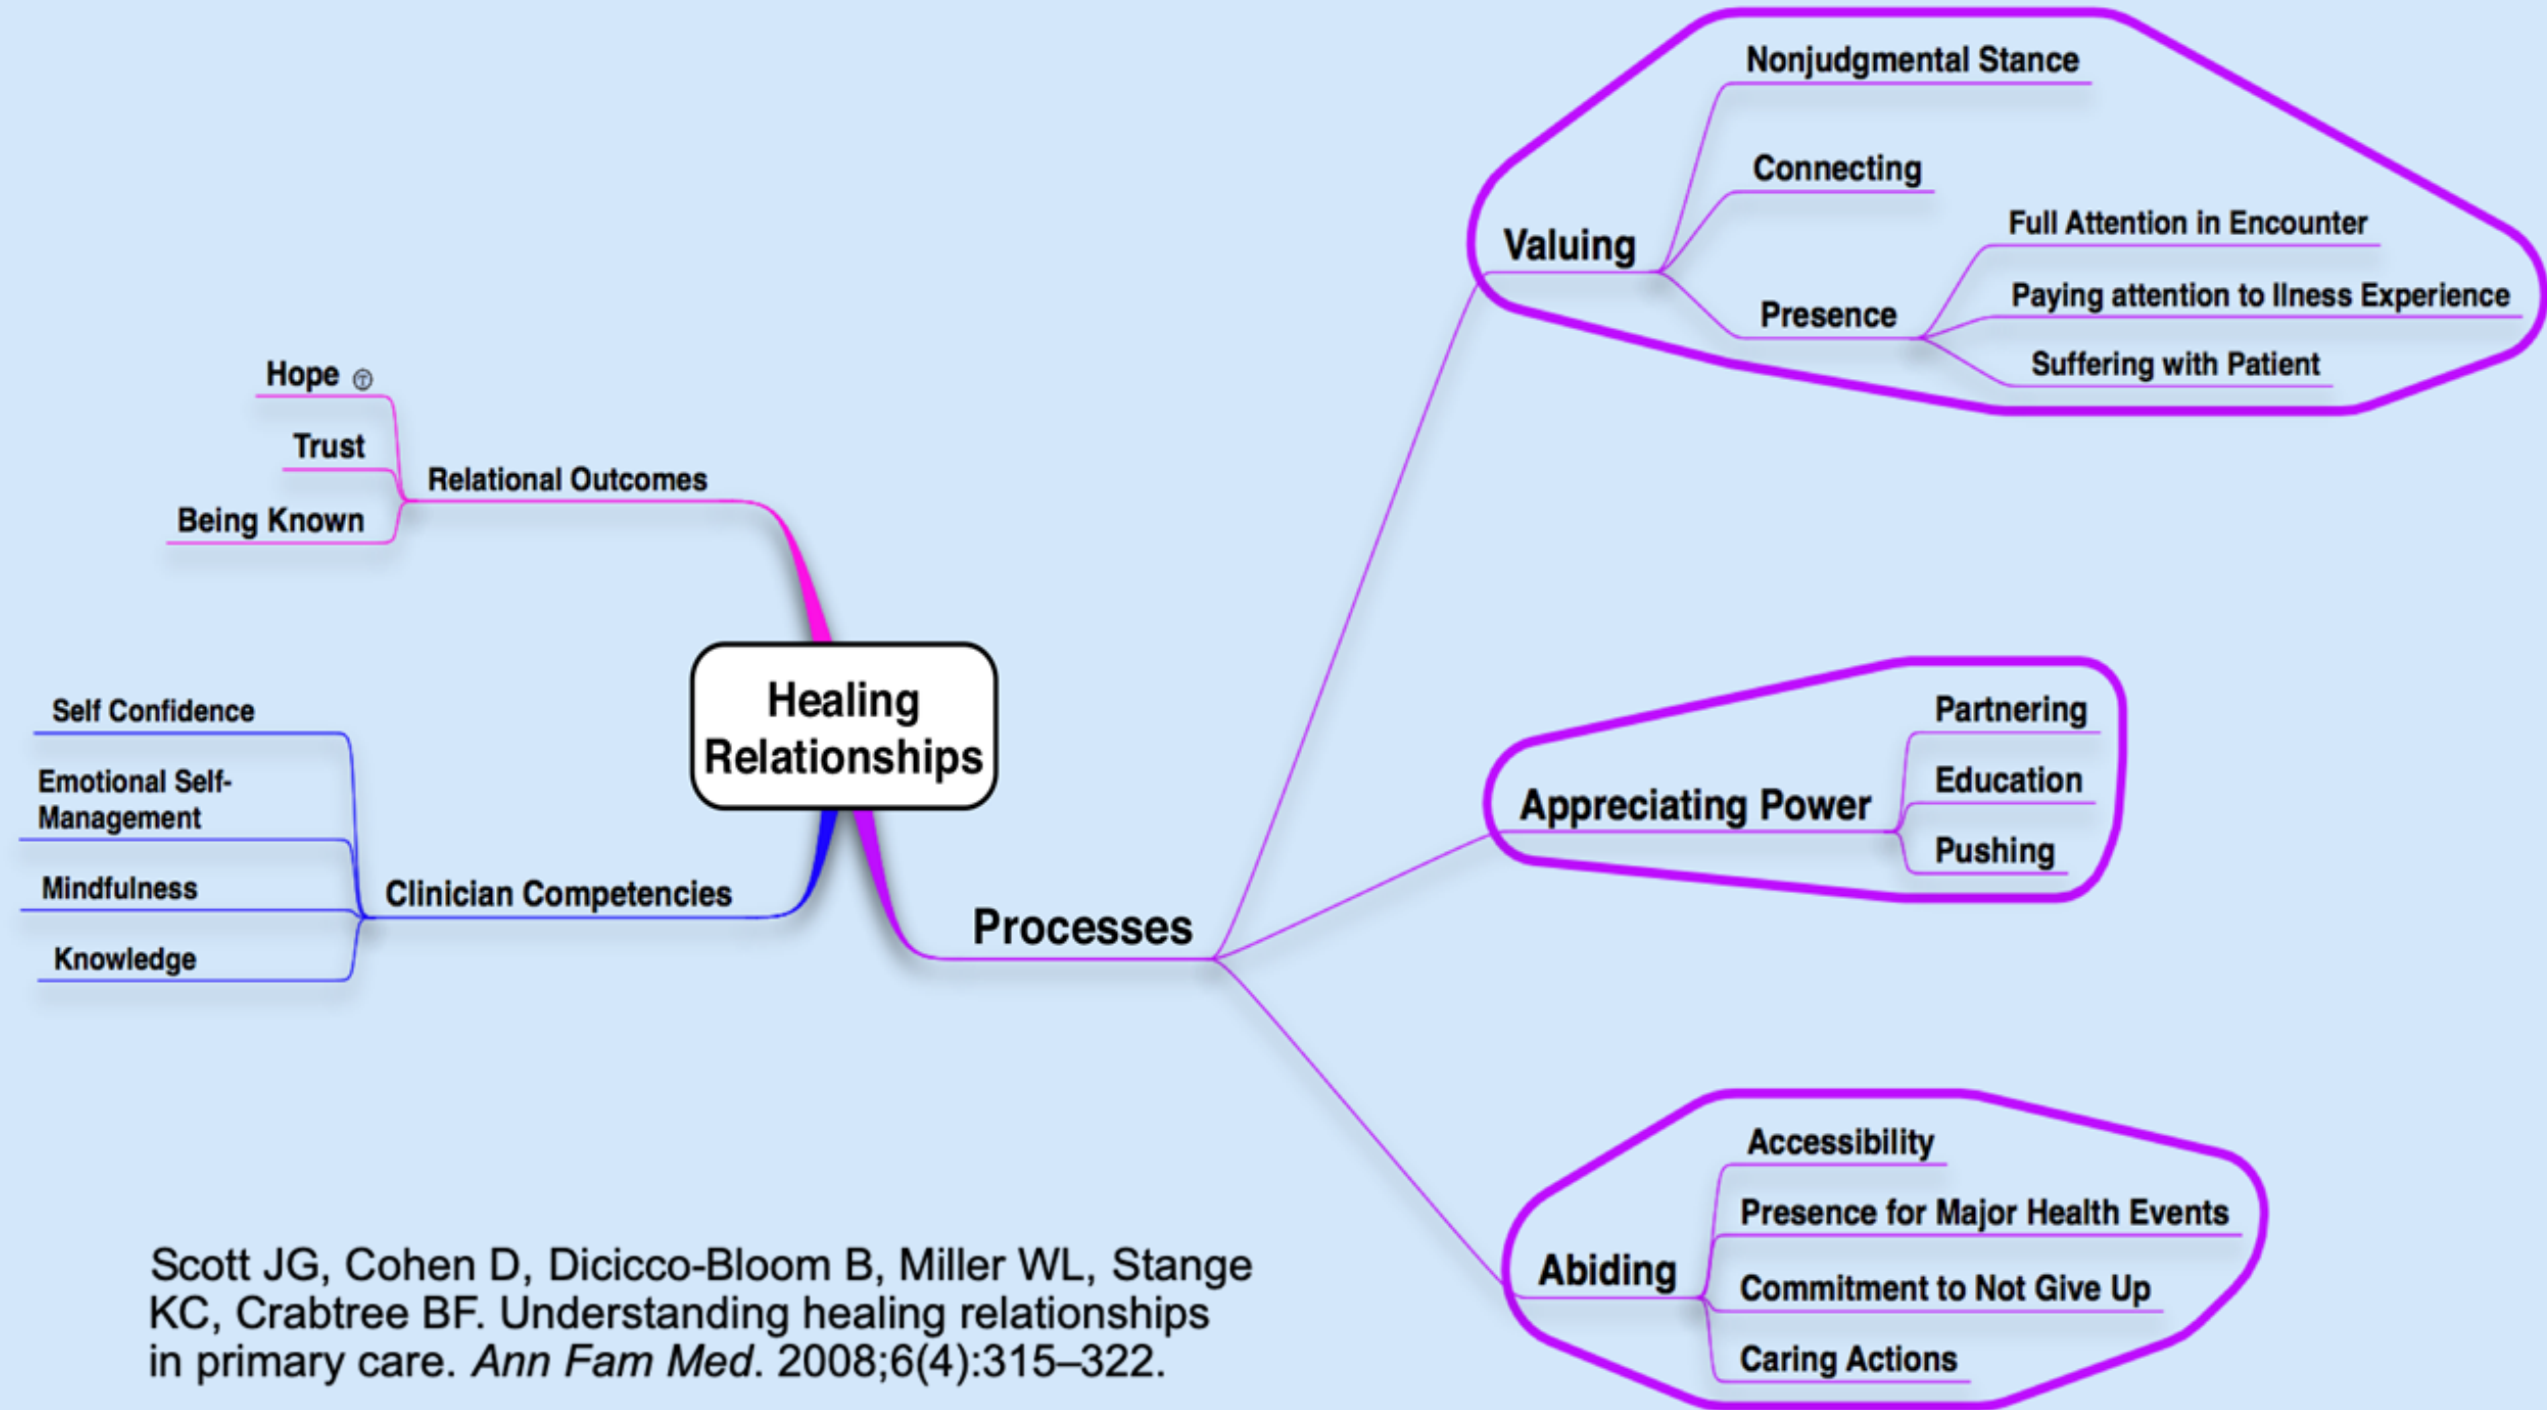 Healing
Relationships
Relational Outcomes
Hope Ⓣ
Trust
Being Known
Clinician Competencies
Self Confidence
Emotional Self-
Management
Mindfulness
Knowledge
Processes
Valuing
Nonjudgmental Stance
Connecting
Presence
Full Attention in Encounter
Paying attention to Ilness Experience
Suffering with Patient
Appreciating Power
Partnering
Education
Pushing
Abiding
Accessibility
Presence for Major Health Events
Commitment to Not Give Up
Caring Actions
Scott JG, Cohen D, Dicicco-Bloom B, Miller WL, Stange
KC, Crabtree BF. Understanding healing relationships
in primary care. Ann Fam Med. 2008;6(4):315–322.